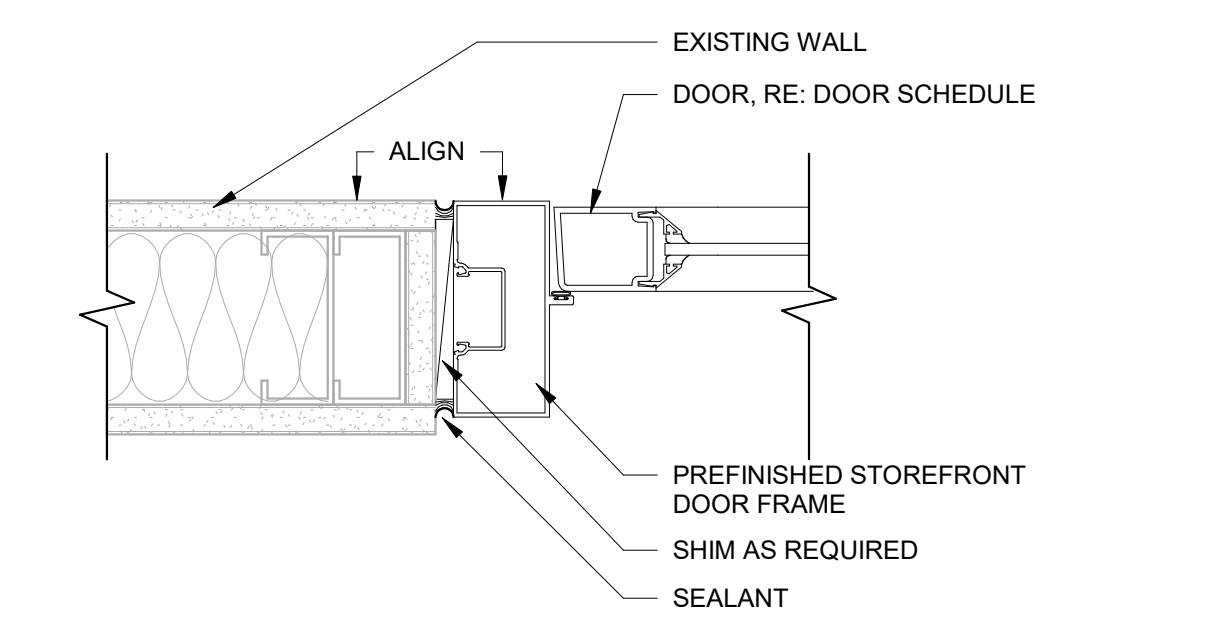 EXISTING WALL
DOOR, RE: DOOR SCHEDULE
ALIGN
PREFINISHED STOREFRONT
DOOR FRAME
SHIM AS REQUIRED
SEALANT